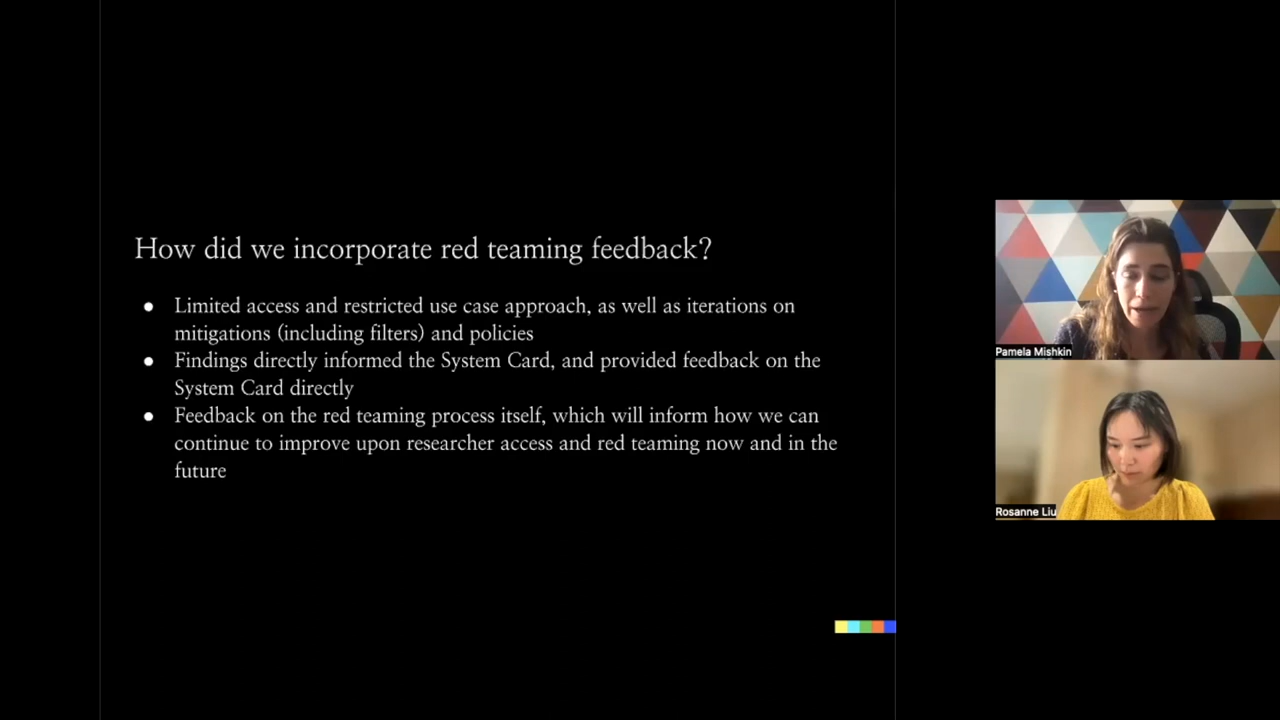 How did we incorporate red teaming feedback?
● Limited access and restricted use case approach, as well as iterations on
mitigations (including filters) and policies
● Findings directly informed the System Card, and provided feedback on the
System Card directly
● Feedback on the red teaming process itself, which will inform how we can
continue to improve upon researcher access and red teaming now and in the
future
Pamela Mishkin
Rosanne Liu